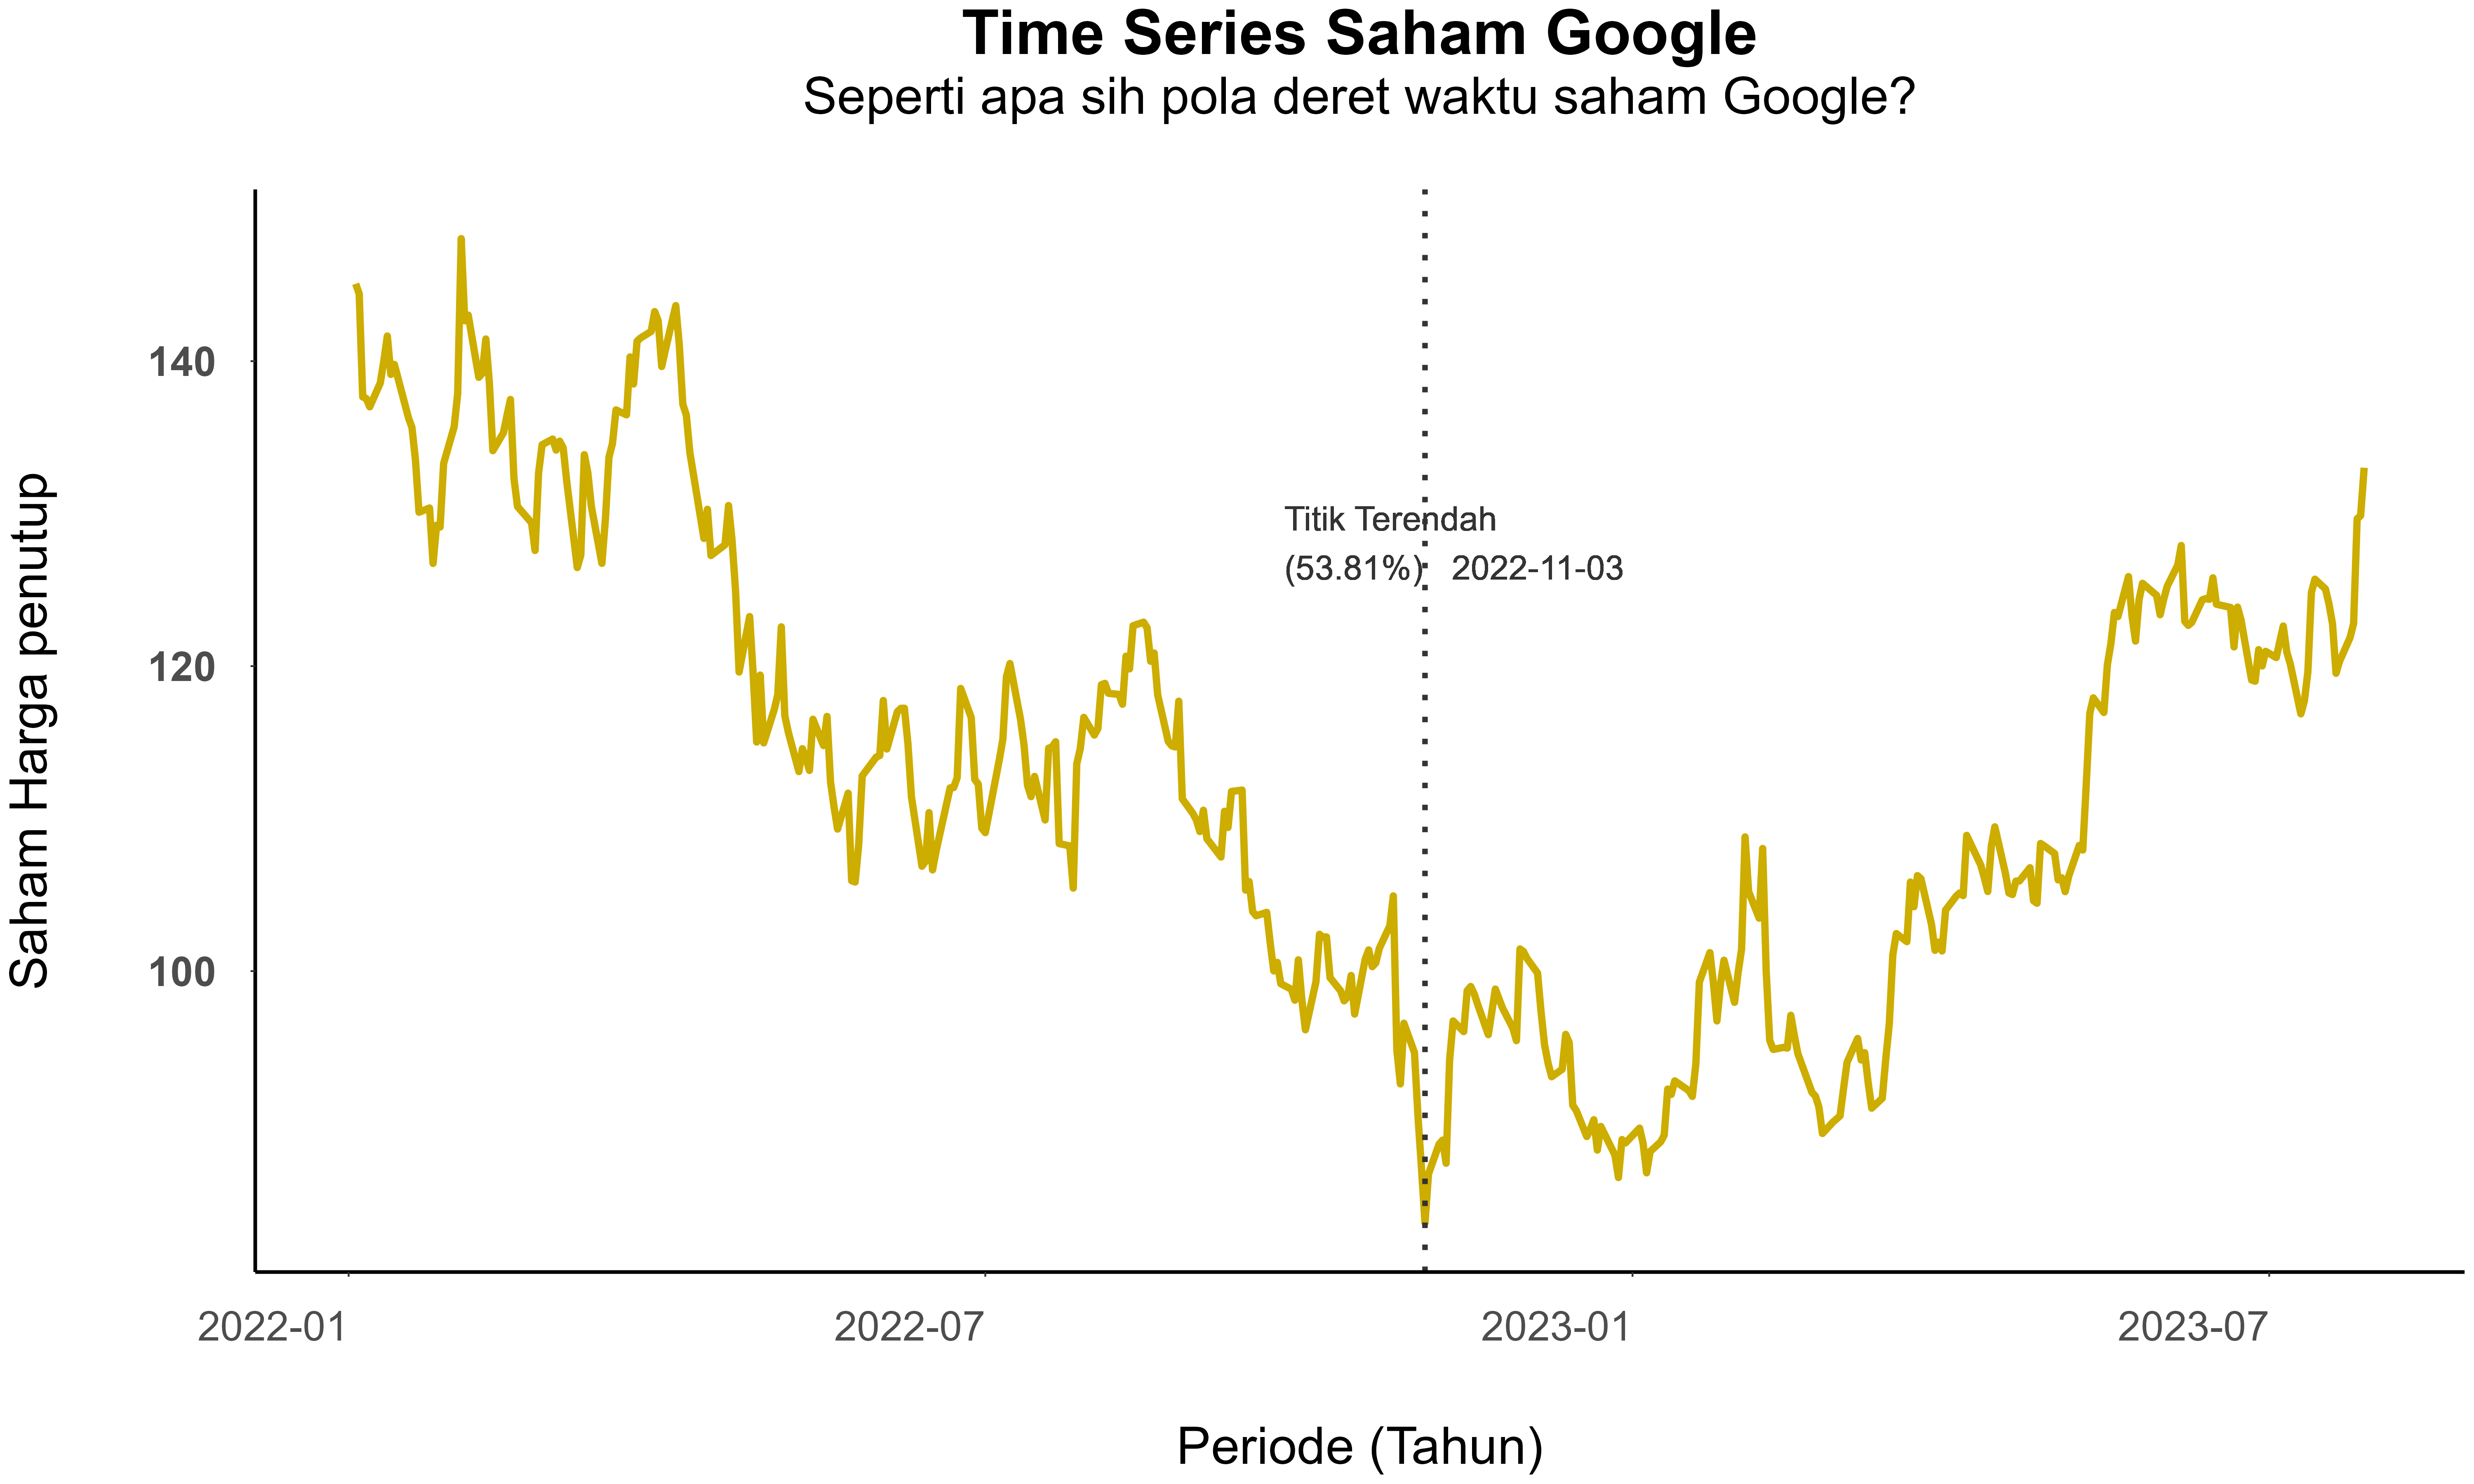 Time Series Saham Google
Seperti apa sih pola deret waktu saham Google?
Saham Harga penutup
140
120
100
Titik Terendah
(53.81%) 2022-11-03
2022-01
2022-07
2023-01
2023-07
Periode (Tahun)